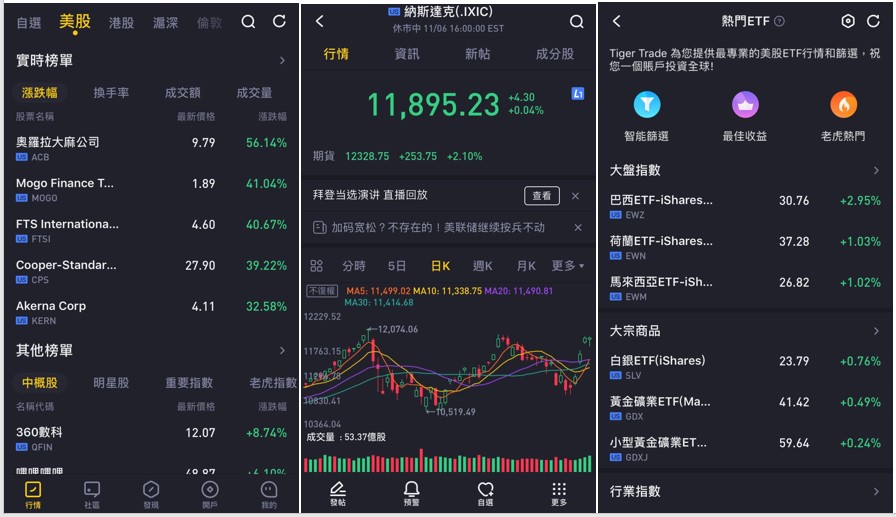 自選 美股 港股 滬深 倫敦
實時榜單
漲跌幅 換手率 成交額 成交量
股票名稱 最新價格 漲跌幅
奧羅拉大麻公司 9.79 56.14%
US ACB
Mogo Finance T... 1.89 41.04%
US MOGO
FTS Internationa... 4.60 40.67%
US FTSI
Cooper-Standar... 27.90 39.22%
US CPS
Akerna Corp 4.11 32.58%
US KERN
其他榜單
中概股 明星股 重要指數 老虎指數
名稱代碼 最新價格 漲跌幅
360數科 12.07 +8.74%
US QFIN
嗶哩嗶哩 48.87 +6.10%
行情 社區 發現 開戶 我的
US 納斯達克(.IXIC)
休市中 11/06 16:00:00 EST
行情 資訊 新帖 成分股
11,895.23 +4.30
+0.04%
L1
期貨 12328.75 +253.75 +2.10%
拜登当选演讲 直播回放 查看
加码宽松？不存在的！美联储继续按兵不动
分時 5日 日K 週K 月K 更多
不復權 MA5: 11,499.02 MA10: 11,338.75 MA20: 11,490.81
MA30: 11,414.68
12229.52
12,074.06
11763.15
11296.78
10830.41
10,519.49
10364.04
成交量 : 53.37億股
發帖 預警 自選 更多
熱門ETF
Tiger Trade 為您提供最專業的美股ETF行情和篩選，祝
您一個賬戶投資全球!
智能篩選 最佳收益 老虎熱門
大盤指數
巴西ETF-iShares... 30.76 +2.95%
US EWZ
荷蘭ETF-iShares... 37.28 +1.03%
US EWN
馬來西亞ETF-iSh... 26.82 +1.02%
US EWM
大宗商品
白銀ETF(iShares) 23.79 +0.76%
US SLV
黃金礦業ETF(Ma... 41.42 +0.49%
US GDX
小型黃金礦業ET... 59.64 +0.24%
US GDXJ
行業指數